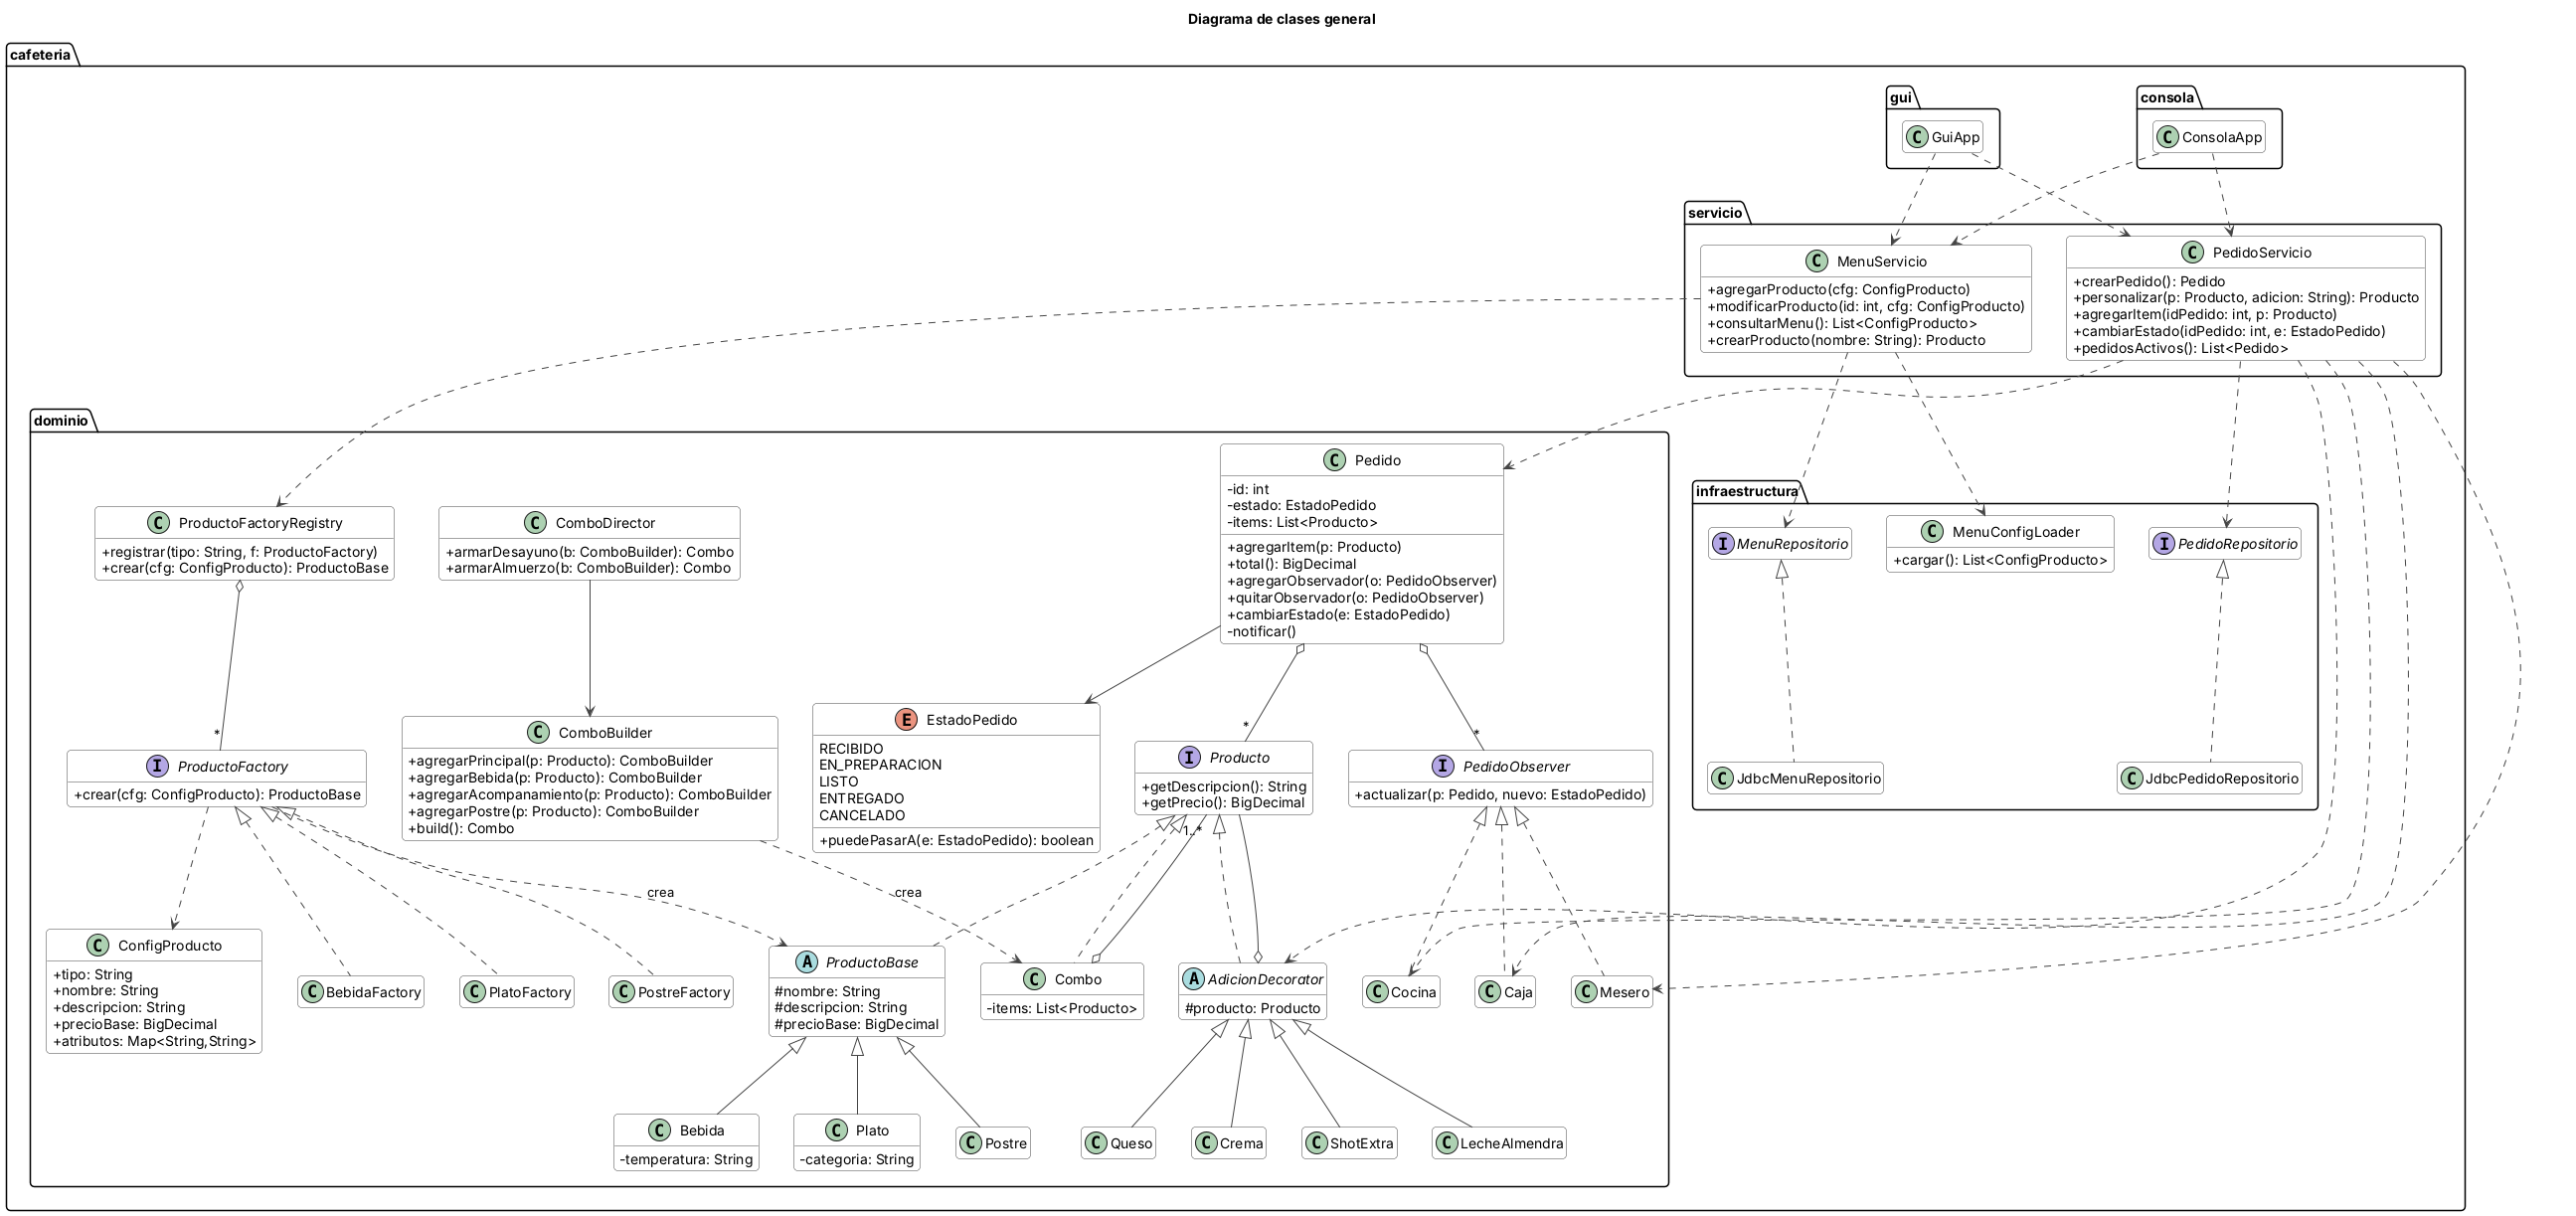 Diagrama de clases general
cafeteria
gui
C GuiApp
consola
C ConsolaApp
servicio
C MenuServicio
+agregarProducto(cfg: ConfigProducto)
+modificarProducto(id: int, cfg: ConfigProducto)
+consultarMenu(): List<ConfigProducto>
+crearProducto(nombre: String): Producto
C PedidoServicio
+crearPedido(): Pedido
+personalizar(p: Producto, adicion: String): Producto
+agregarItem(idPedido: int, p: Producto)
+cambiarEstado(idPedido: int, e: EstadoPedido)
+pedidosActivos(): List<Pedido>
dominio
C ProductoFactoryRegistry
+registrar(tipo: String, f: ProductoFactory)
+crear(cfg: ConfigProducto): ProductoBase
C ComboDirector
+armarDesayuno(b: ComboBuilder): Combo
+armarAlmuerzo(b: ComboBuilder): Combo
C Pedido
-id: int
-estado: EstadoPedido
-items: List<Producto>
+agregarItem(p: Producto)
+total(): BigDecimal
+agregarObservador(o: PedidoObserver)
+quitarObservador(o: PedidoObserver)
+cambiarEstado(e: EstadoPedido)
-notificar()
infraestructura
I MenuRepositorio
C MenuConfigLoader
+cargar(): List<ConfigProducto>
I PedidoRepositorio
C JdbcMenuRepositorio
C JdbcPedidoRepositorio
*
I ProductoFactory
+crear(cfg: ConfigProducto): ProductoBase
C ComboBuilder
+agregarPrincipal(p: Producto): ComboBuilder
+agregarBebida(p: Producto): ComboBuilder
+agregarAcompanamiento(p: Producto): ComboBuilder
+agregarPostre(p: Producto): ComboBuilder
+build(): Combo
E EstadoPedido
RECIBIDO
EN_PREPARACION
LISTO
ENTREGADO
CANCELADO
+puedePasarA(e: EstadoPedido): boolean
*
I Producto
+getDescripcion(): String
+getPrecio(): BigDecimal
1..*
*
I PedidoObserver
+actualizar(p: Pedido, nuevo: EstadoPedido)
crea
crea
C ConfigProducto
+tipo: String
+nombre: String
+descripcion: String
+precioBase: BigDecimal
+atributos: Map<String,String>
C BebidaFactory
C PlatoFactory
C PostreFactory
A ProductoBase
#nombre: String
#descripcion: String
#precioBase: BigDecimal
C Combo
-items: List<Producto>
A AdicionDecorator
#producto: Producto
C Cocina
C Caja
C Mesero
C Bebida
-temperatura: String
C Plato
-categoria: String
C Postre
C Queso
C Crema
C ShotExtra
C LecheAlmendra